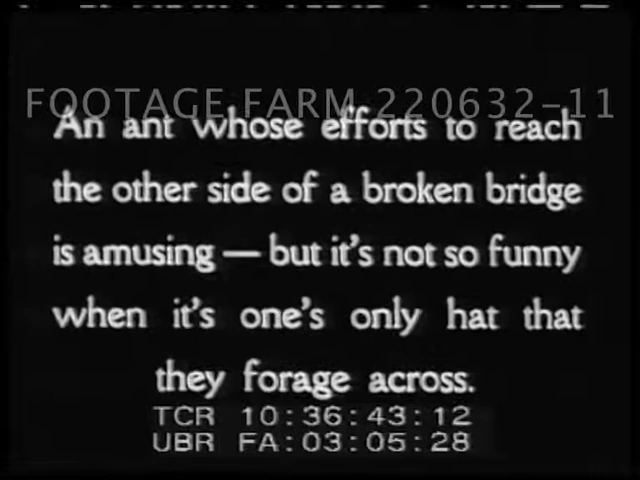 FOOTAGE FARM 220632-11
An ant whose efforts to reach
the other side of a broken bridge
is amusing — but it's not so funny
when it's one's only hat that
they forage across.
TCR 10:36:43:12
UBR FA:03:05:28